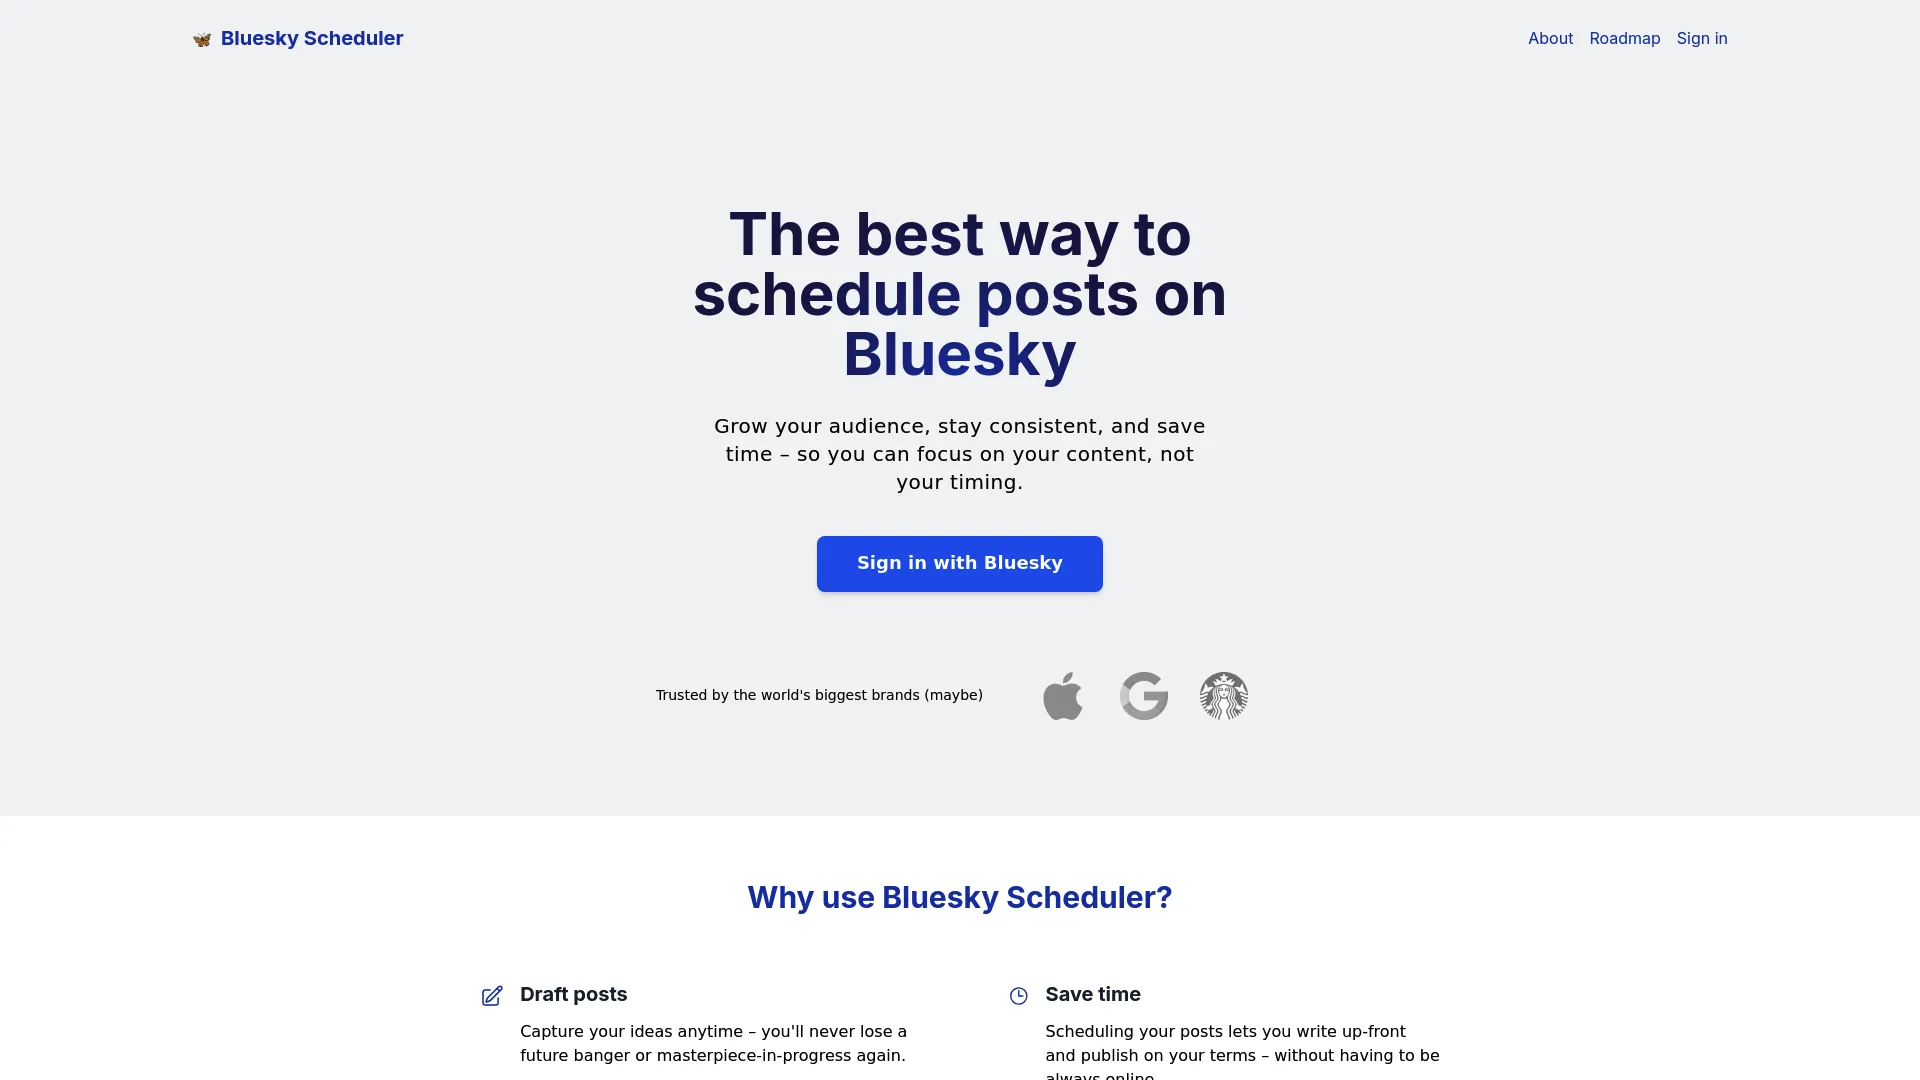 Bluesky Scheduler
About Roadmap Sign in
The best way to
schedule posts on
Bluesky
Grow your audience, stay consistent, and save
time – so you can focus on your content, not
your timing.
Sign in with Bluesky
Trusted by the world's biggest brands (maybe)
Why use Bluesky Scheduler?
Draft posts
Capture your ideas anytime – you'll never lose a
future banger or masterpiece-in-progress again.
Save time
Scheduling your posts lets you write up-front
and publish on your terms – without having to be
always online